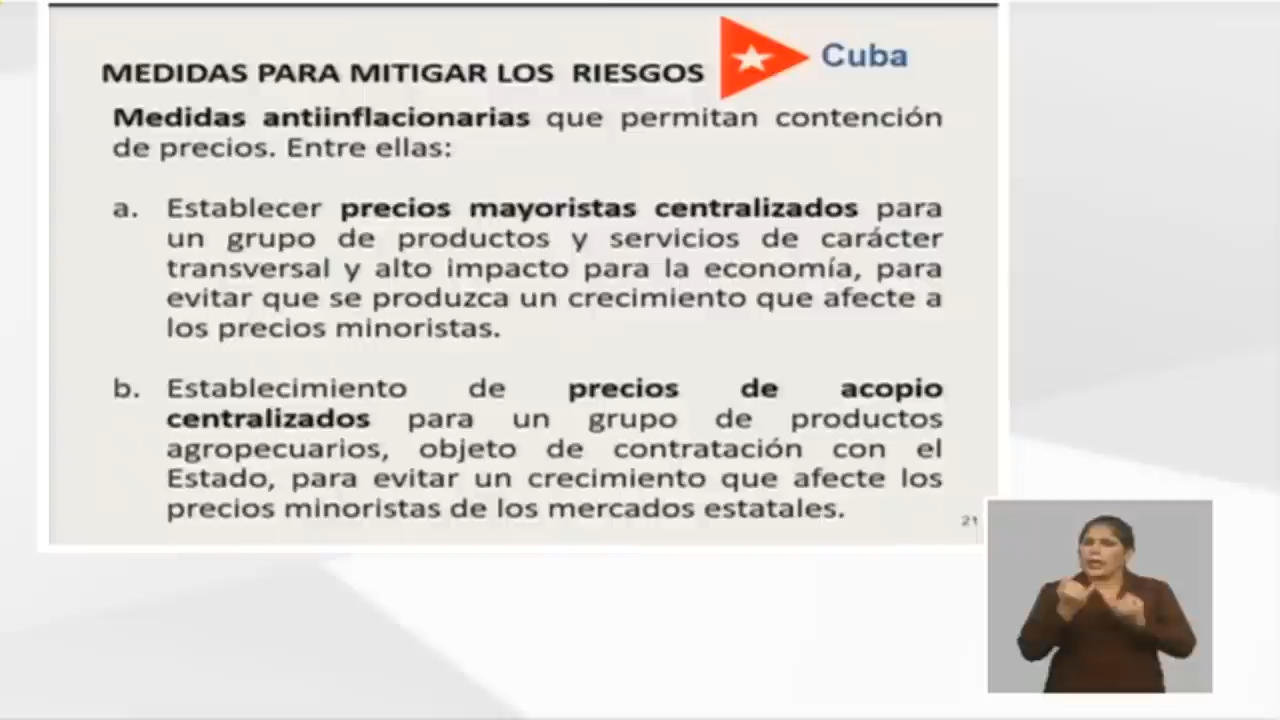 MEDIDAS PARA MITIGAR LOS RIESGOS
Cuba
Medidas antiinflacionarias que permitan contención
de precios. Entre ellas:
a. Establecer precios mayoristas centralizados para
un grupo de productos y servicios de carácter
transversal y alto impacto para la economía, para
evitar que se produzca un crecimiento que afecte a
los precios minoristas.
b. Establecimiento de precios de acopio
centralizados para un grupo de productos
agropecuarios, objeto de contratación con el
Estado, para evitar un crecimiento que afecte los
precios minoristas de los mercados estatales.
21